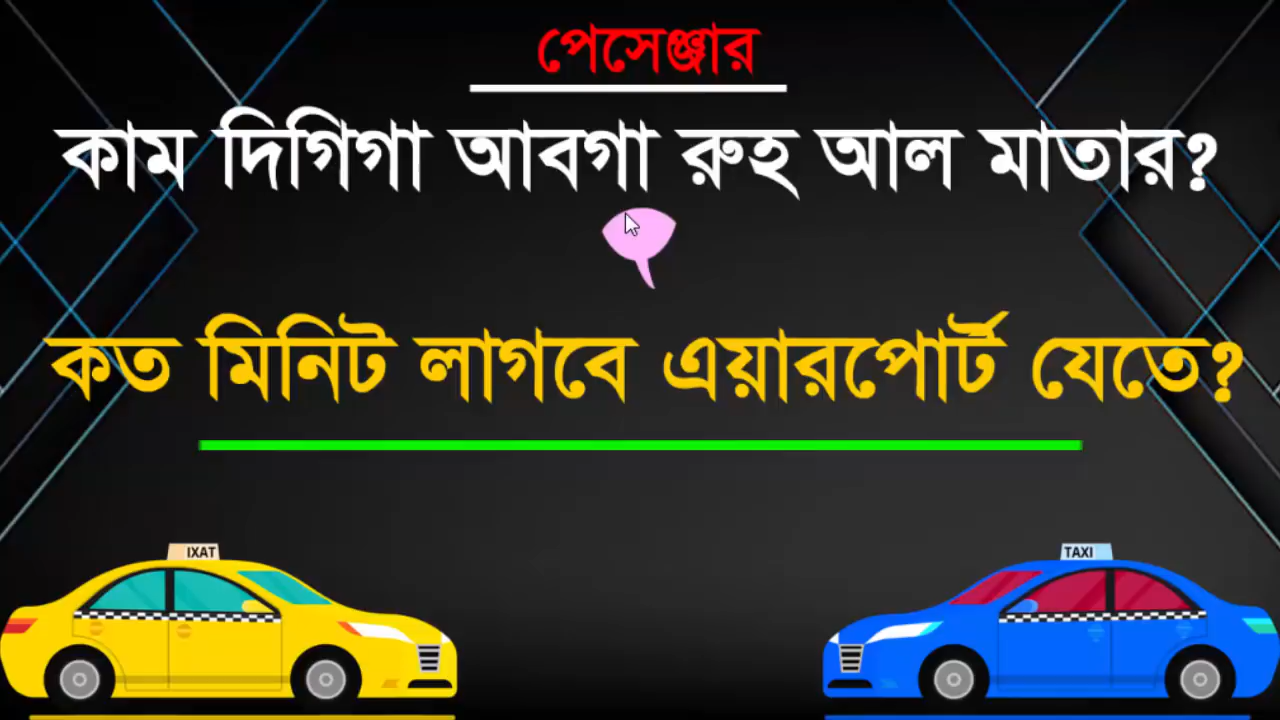 পেসেঞ্জার
কাম দিগিগা আবগা রুহ আল মাতার?
কত মিনিট লাগবে এয়ারপোর্ট যেতে?
IXAT
TAXI